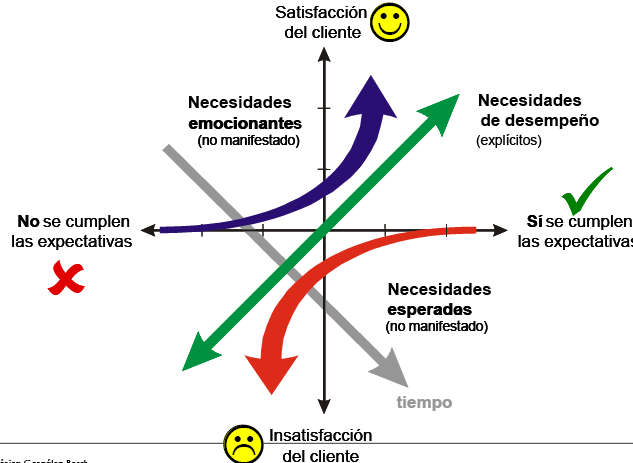 Satisfacción
del cliente
Necesidades
emocionantes
(no manifestado)
Necesidades
de desempeño
(explícitos)
No se cumplen
las expectativas
Sí se cumplen
las expectativas
Necesidades
esperadas
(no manifestado)
tiempo
Insatisfacción
del cliente
González